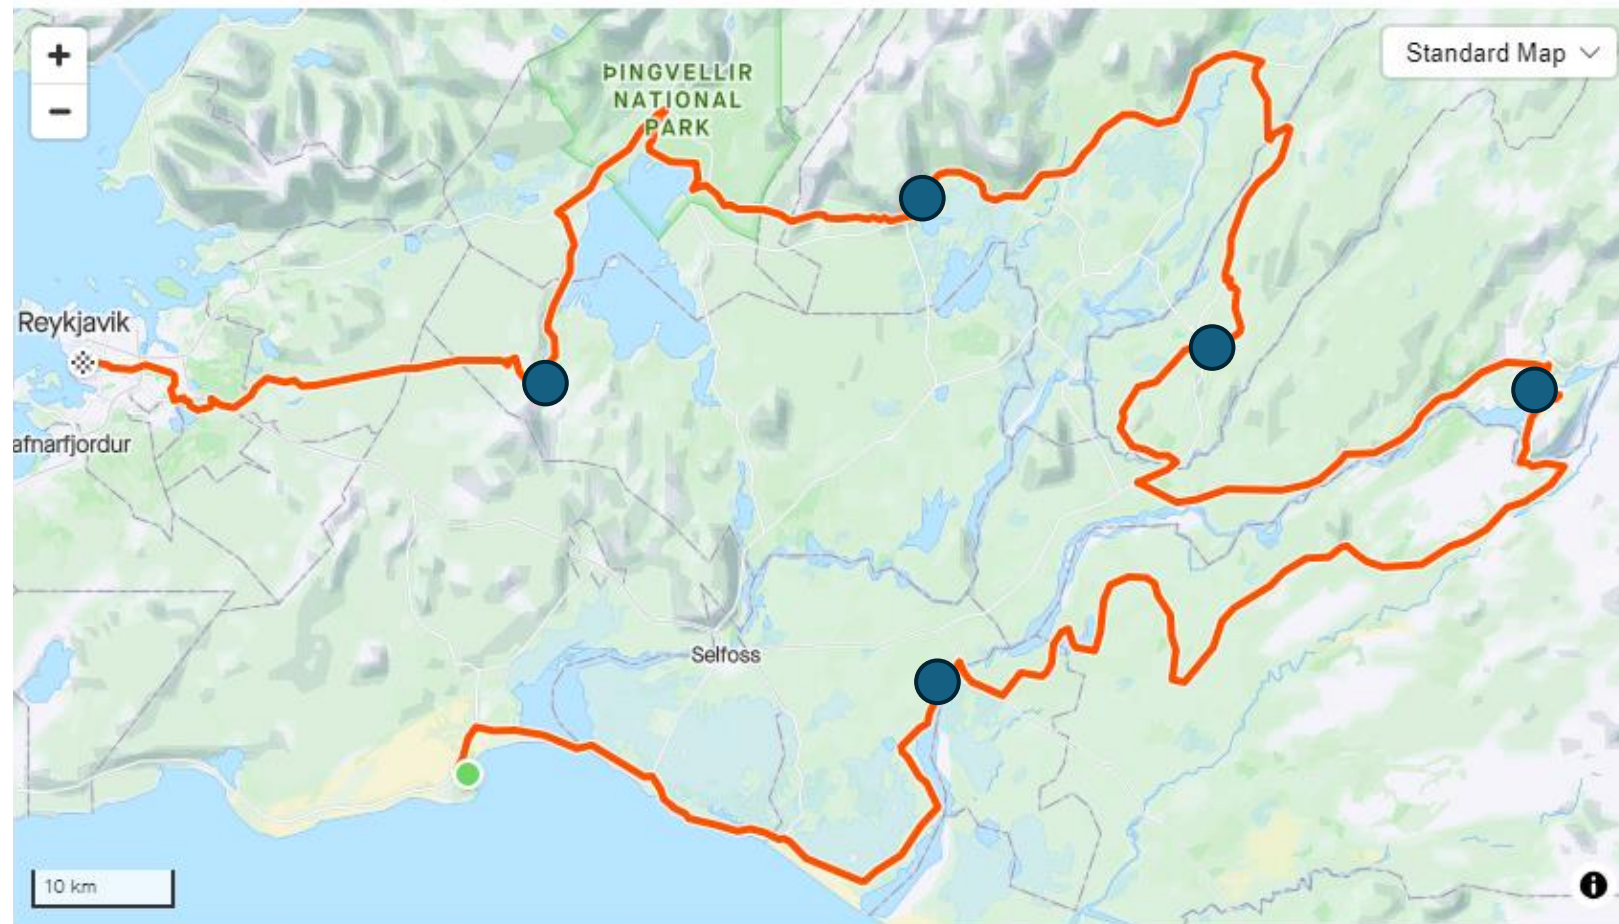 +
Standard Map
ÞINGVELLIR
NATIONAL
PARK
−
Reykjavik
afnarfjordur
Selfoss
10 km
i